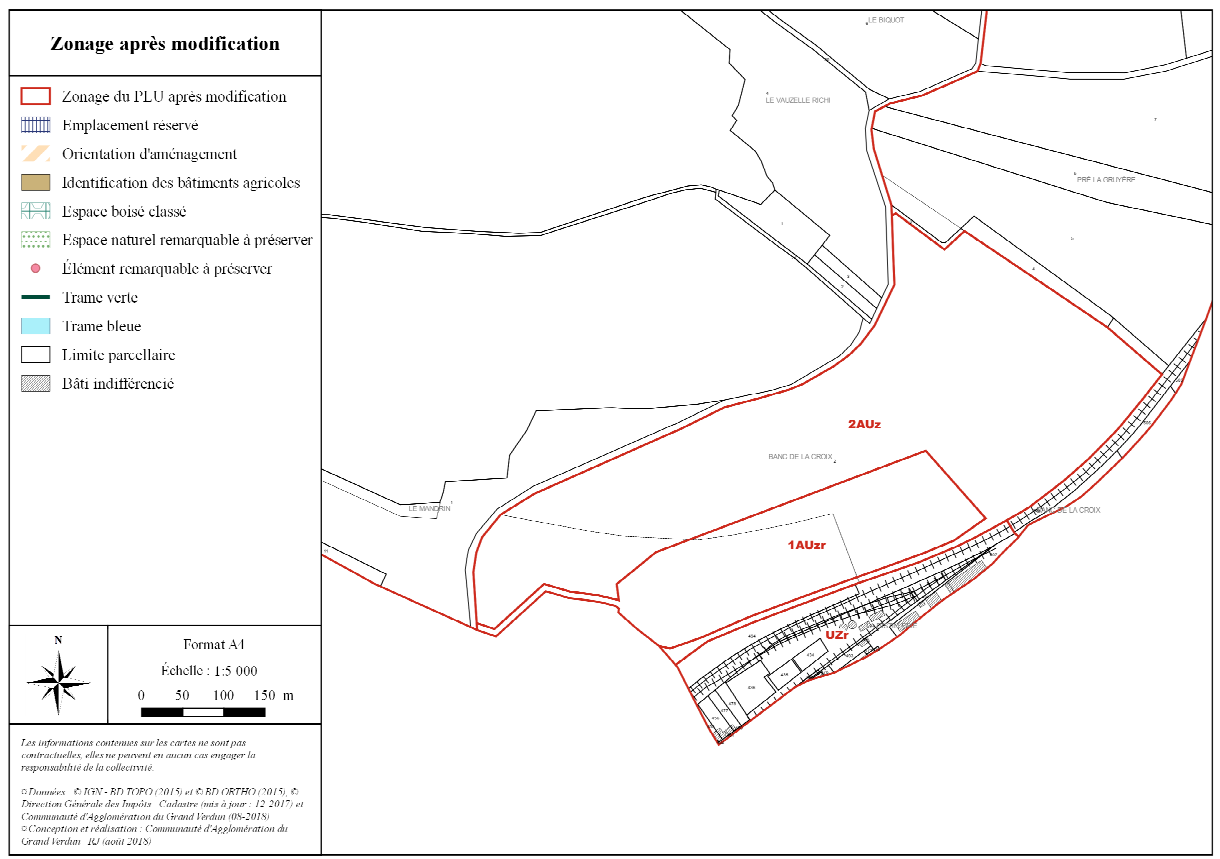 Zonage après modification
Zonage du PLU après modification
Emplacement réservé
Orientation d'aménagement
Identification des bâtiments agricoles
Espace boisé classé
Espace naturel remarquable à préserver
Élément remarquable à préserver
Trame verte
Trame bleue
Limite parcellaire
Bâti indifférencié
N
Format A4
Échelle : 1:5 000
0 50 100 150 m
Les informations contenues sur les cartes ne sont pas
contractuelles, elles ne peuvent en aucun cas engager la
responsabilité de la collectivité.
¤ Données : © IGN - BD TOPO (2015) et © BD ORTHO (2015), ©
Direction Générale des Impôts - Cadastre (mis à jour : 12-2017) et
Communauté d'Agglomération du Grand Verdun (08-2018)
¤ Conception et réalisation : Communauté d'Agglomération du
Grand Verdun - RJ (août 2018)
LE BIQUOT
LE VAUZELLE RICHI
PRÉ LA GRUYÈRE
2AUz
BANC DE LA CROIX
LE MANDRIN
DE LA CROIX
1AUzr
UZr